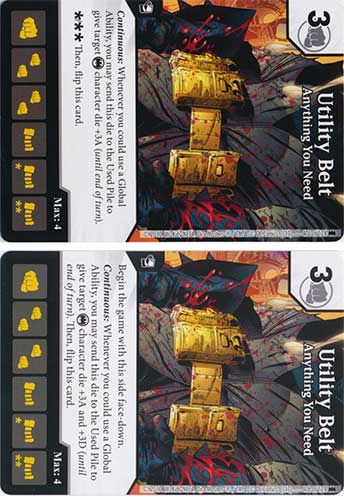 3
Utility Belt
Anything You Need
Continuous: Whenever you could use a Global
Ability, you may send this die to the Used Pile to
give target character die +3A (until end of turn).
*** Then, flip this card.
*
**
Max: 4
3
Utility Belt
Anything You Need
Begin the game with this side face-down.
Continuous: Whenever you could use a Global
Ability, you may send this die to the Used Pile to
give target character die +3A and +3D (until
end of turn). Then, flip this card.
*
**
Max: 4